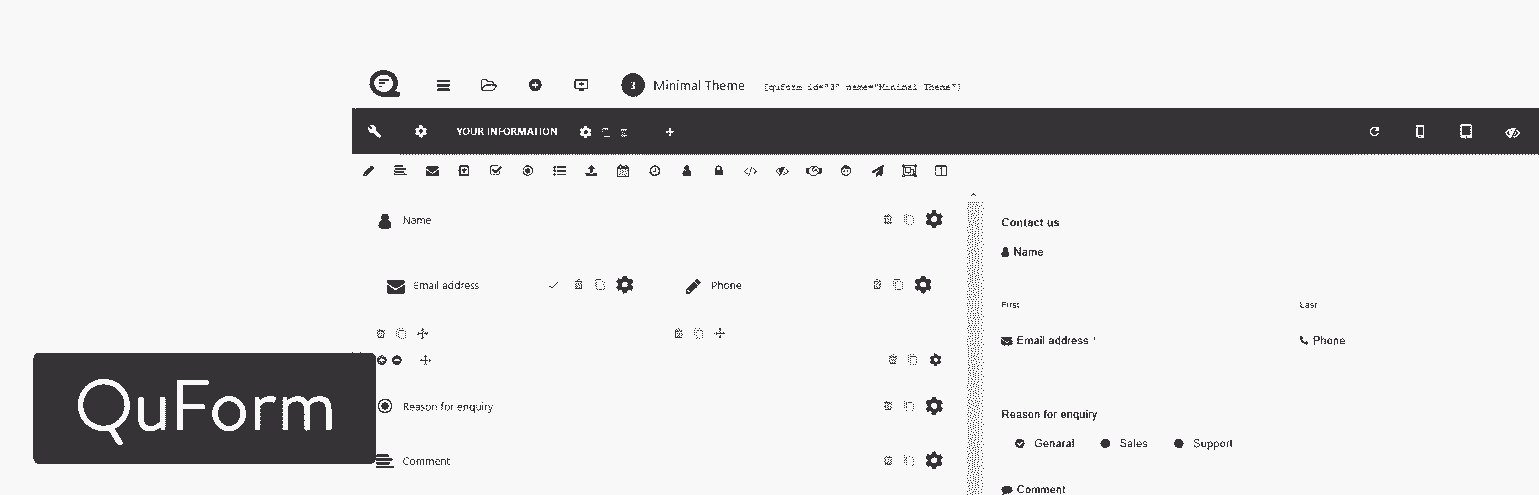 3 Minimal Theme [quform id="3" name="Minimal Theme"]
YOUR INFORMATION
Name
Contact us
Name
Email address Phone
First Last
Email address * Phone
QuForm
Reason for enquiry
Reason for enquiry
General Sales Support
Comment
Comment